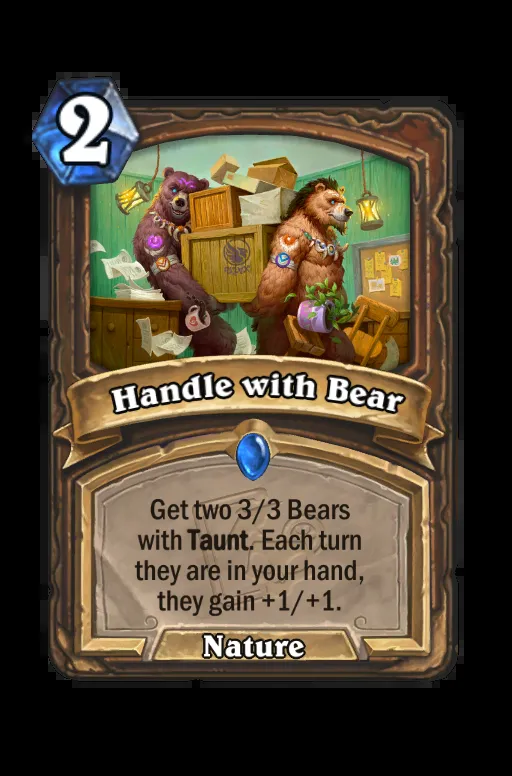 2
Handle with Bear
Get two 3/3 Bears
with Taunt. Each turn
they are in your hand,
they gain +1/+1.
Nature